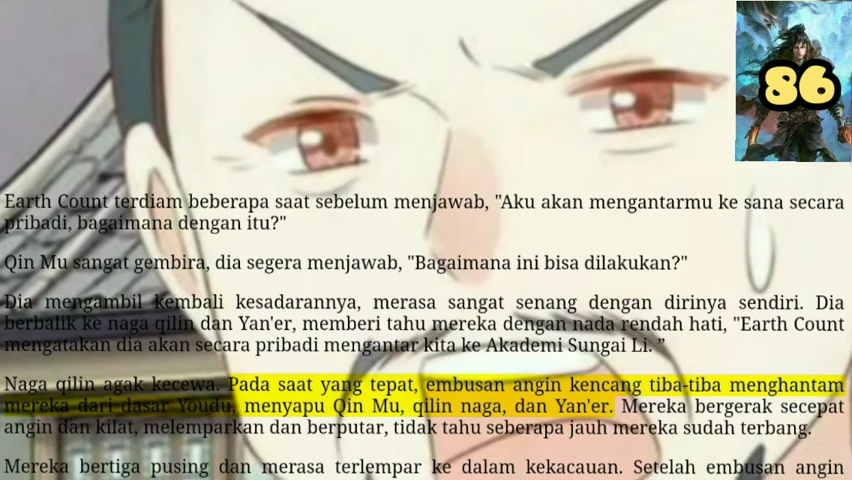 86
Earth Count terdiam beberapa saat sebelum menjawab, "Aku akan mengantarmu ke sana secara
pribadi, bagaimana dengan itu?"
Qin Mu sangat gembira, dia segera menjawab, "Bagaimana ini bisa dilakukan?"
Dia mengambil kembali kesadarannya, merasa sangat senang dengan dirinya sendiri. Dia
berbalik ke naga qilin dan Yan'er, memberi tahu mereka dengan nada rendah hati, "Earth Count
mengatakan dia akan secara pribadi mengantar kita ke Akademi Sungai Li. ”
Naga qilin agak kecewa. Pada saat yang tepat, embusan angin kencang tiba-tiba menghantam
mereka dari dasar Youdu, menyapu Qin Mu, qilin naga, dan Yan'er. Mereka bergerak secepat
angin dan kilat, melemparkan dan berputar, tidak tahu seberapa jauh mereka sudah terbang.
Mereka bertiga pusing dan merasa terlempar ke dalam kekacauan. Setelah embusan angin